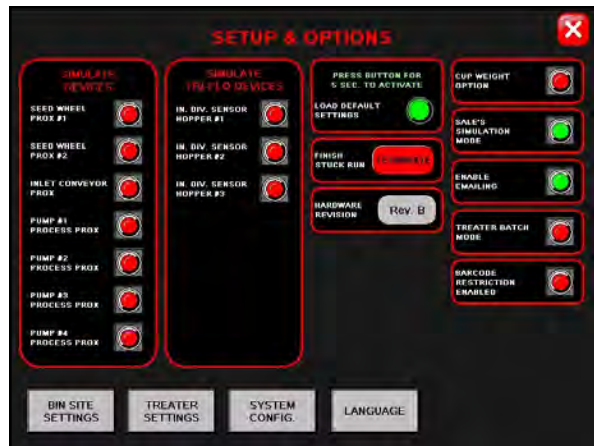 SETUP & OPTIONS
SIMULATE
DEVICES
SEED WHEEL
PROX #1
SEED WHEEL
PROX #2
INLET CONVEYOR
PROX
PUMP #1
PROCESS PROX
PUMP #2
PROCESS PROX
PUMP #3
PROCESS PROX
PUMP #4
PROCESS PROX
SIMULATE
TRI-FLO DEVICES
IN. DIV. SENSOR
HOPPER #1
IN. DIV. SENSOR
HOPPER #2
IN. DIV. SENSOR
HOPPER #3
PRESS BUTTON FOR
5 SEC. TO ACTIVATE
LOAD DEFAULT
SETTINGS
FINISH
STUCK RUN
TERMINATE
HARDWARE
REVISION
Rev. B
CUP WEIGHT
OPTION
SALE'S
SIMULATION
MODE
ENABLE
EMAILING
TREATER BATCH
MODE
BARCODE
RESTRICTION
ENABLED
BIN SITE
SETTINGS
TREATER
SETTINGS
SYSTEM
CONFIG.
LANGUAGE